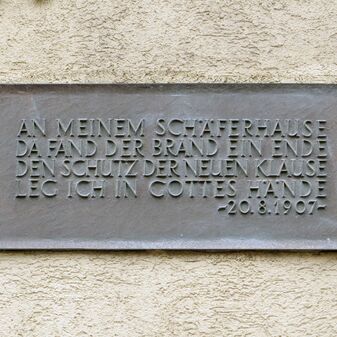 AN MEINEM SCHÄFERHAUSE
DA FAND DER BRAND EIN ENDE
DEN SCHUTZ DER NEUEN KLAUSE
LEG ICH IN GOTTES HÄNDE
-20.8.1907-